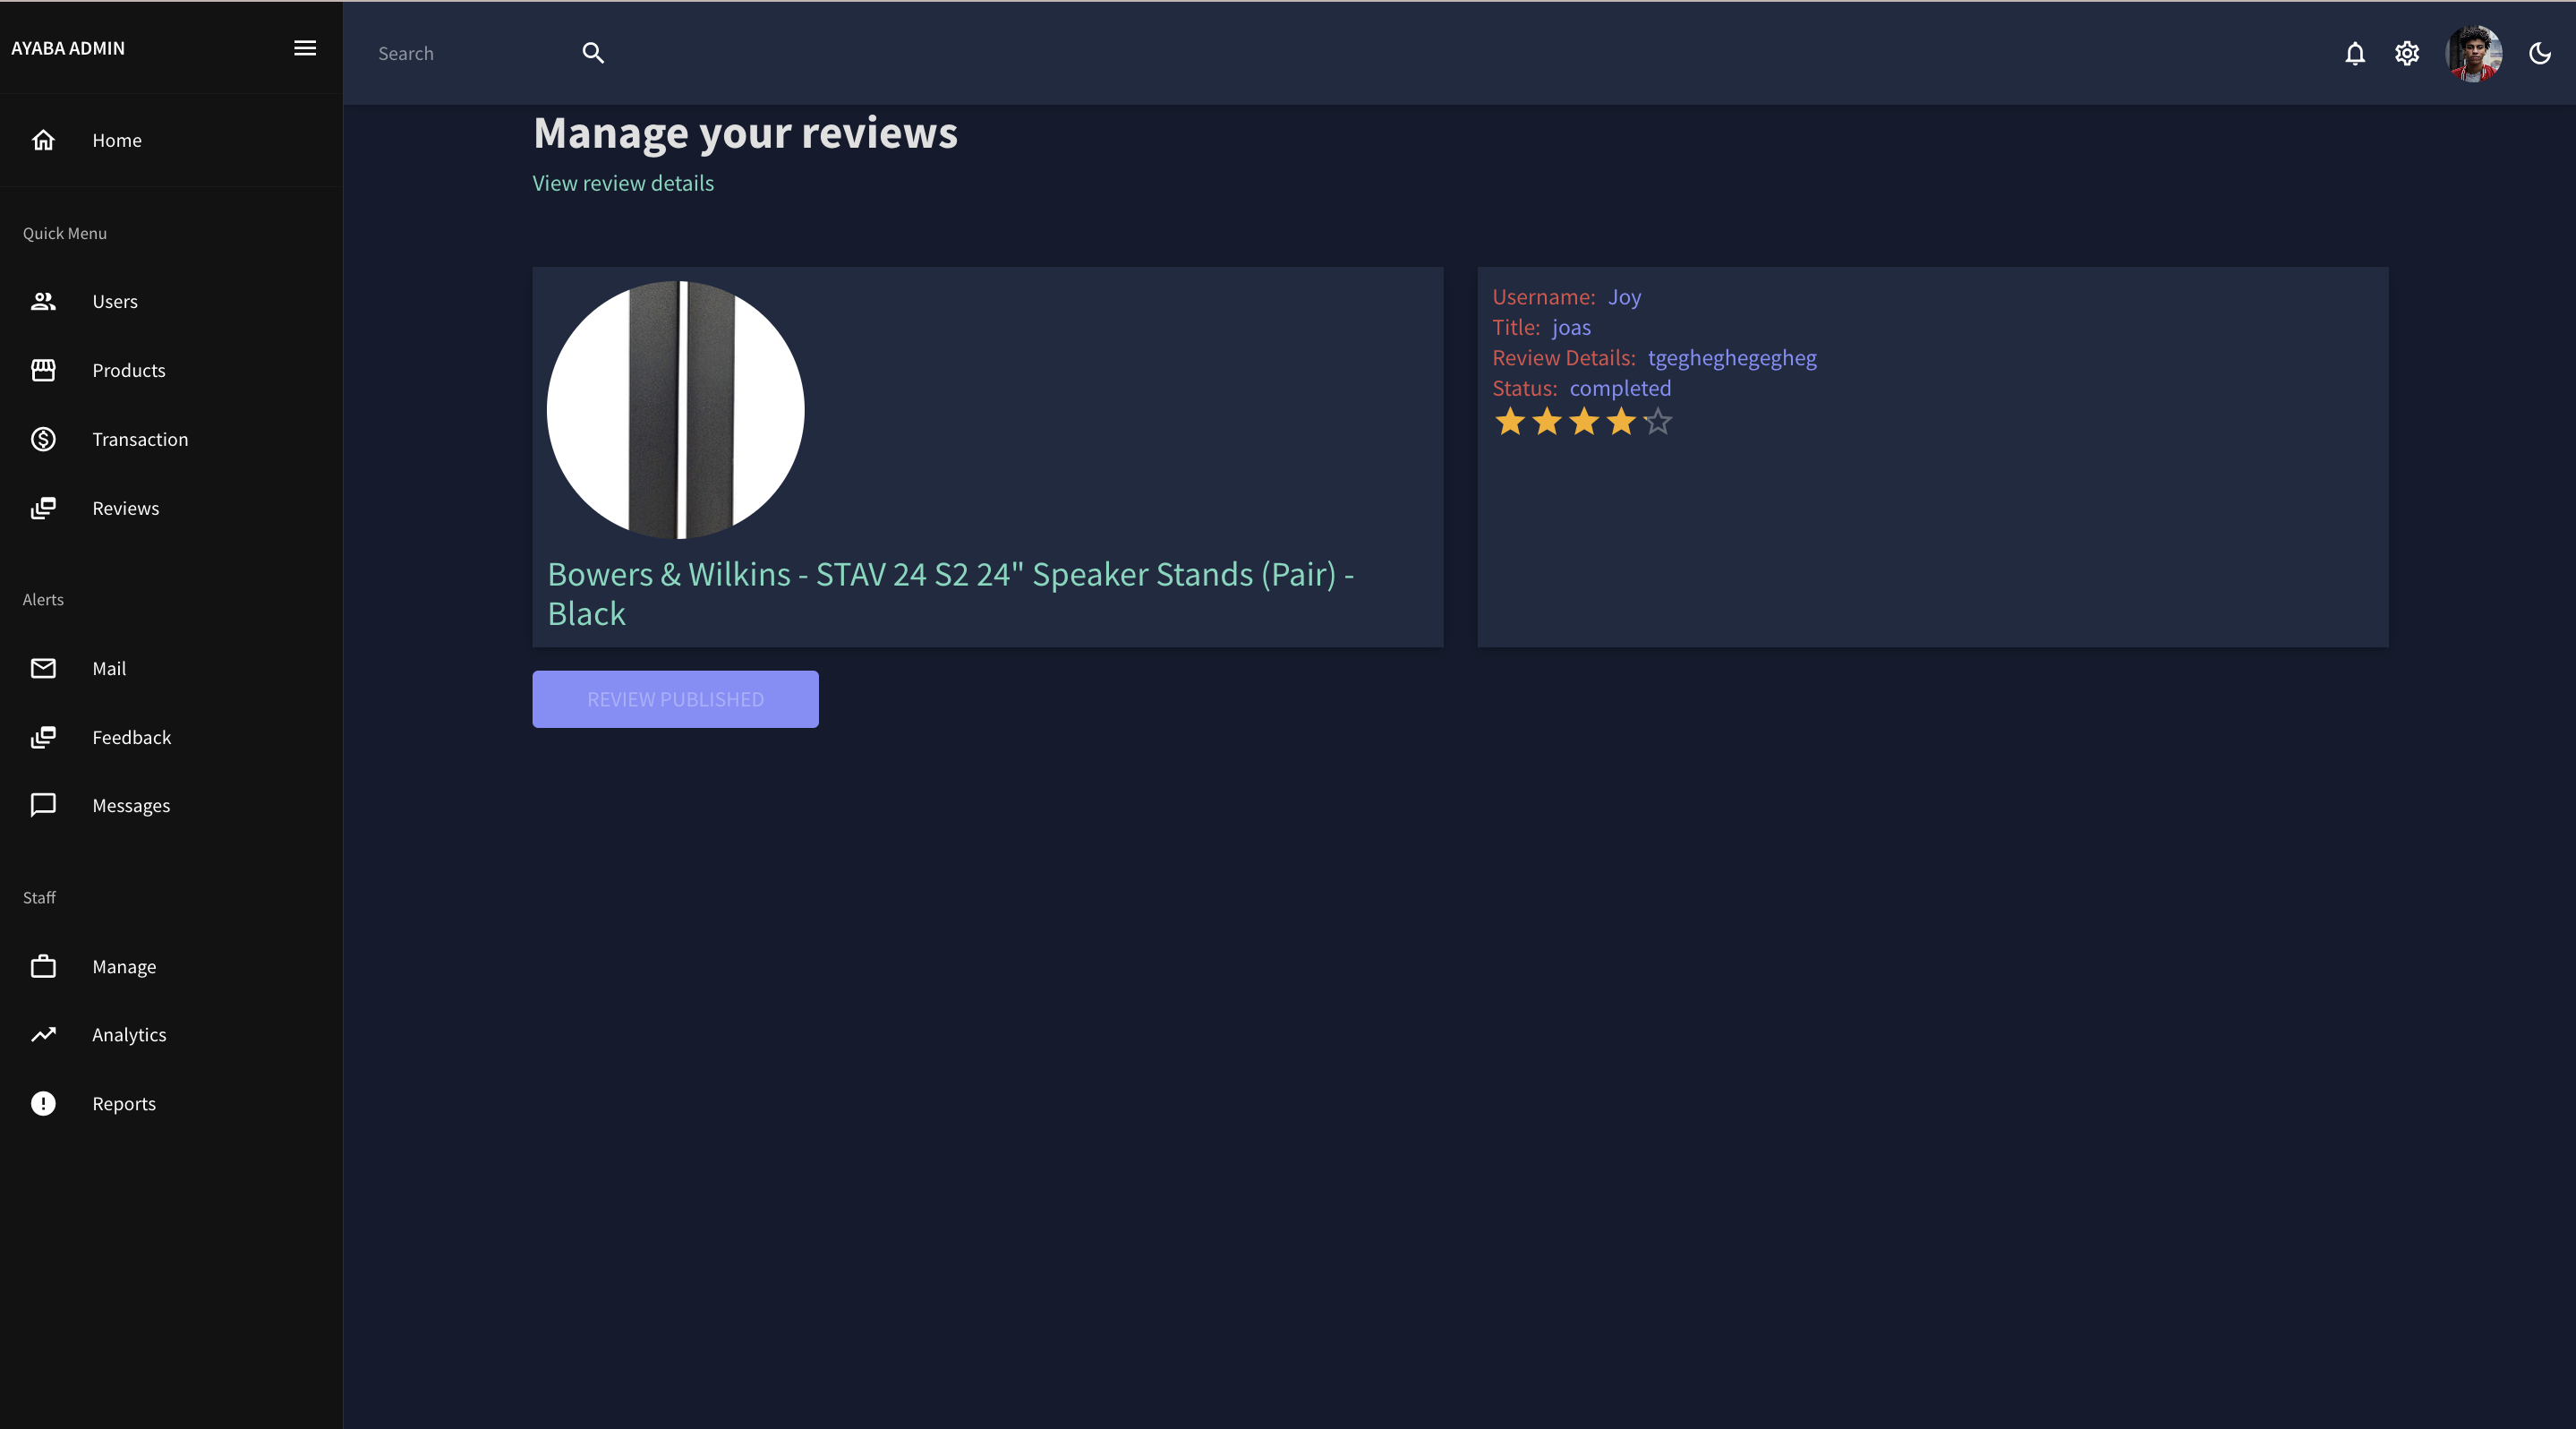 AYABA ADMIN
Search
Home
Quick Menu
Users
Products
Transaction
Reviews
Alerts
Mail
Feedback
Messages
Staff
Manage
Analytics
Reports
Manage your reviews
View review details
Bowers & Wilkins - STAV 24 S2 24" Speaker Stands (Pair) -
Black
Username: Joy
Title: joas
Review Details: tgegheghegegheg
Status: completed
REVIEW PUBLISHED